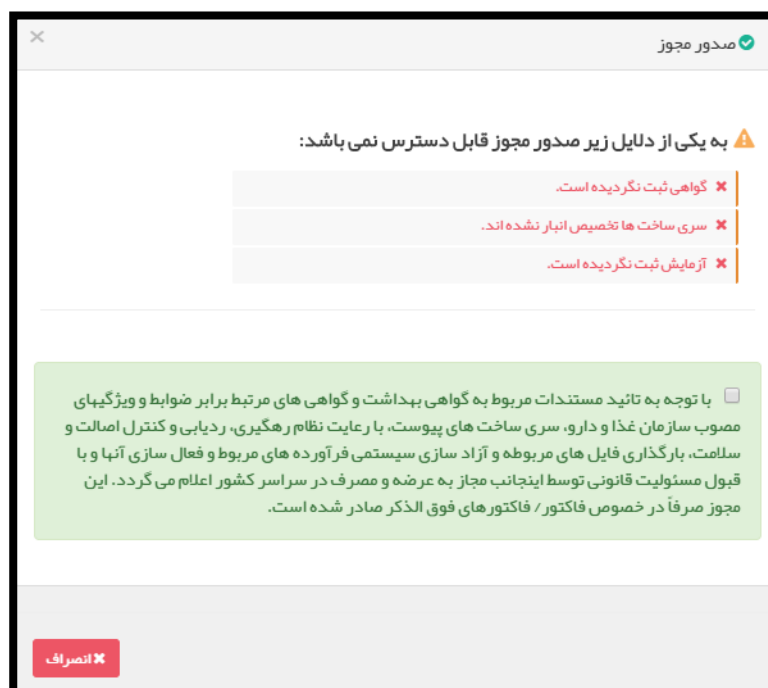 صدور مجوز
به یکی از دلایل زیر صدور مجوز قابل دسترس نمی باشد:
گواهی ثبت نگردیده است.
سری ساخت ها تخصیص انبار نشده اند.
آزمایش ثبت نگردیده است.
با توجه به تائید مستندات مربوط به گواهی بهداشت و گواهی های مرتبط برابر ضوابط و ویژگیهای
مصوب سازمان غذا و دارو، سری ساخت های پیوست، با رعایت نظام رهگیری، ردیابی و کنترل اصالت و
سلامت، بارگذاری فایل های مربوطه و آزاد سازی سیستمی فرآورده های مربوط و فعال سازی آنها و با
قبول مسئولیت قانونی توسط اینجانب مجاز به عرضه و مصرف در سراسر کشور اعلام می گردد. این
مجوز صرفاً در خصوص فاکتور/ فاکتورهای فوق الذکر صادر شده است.
انصراف